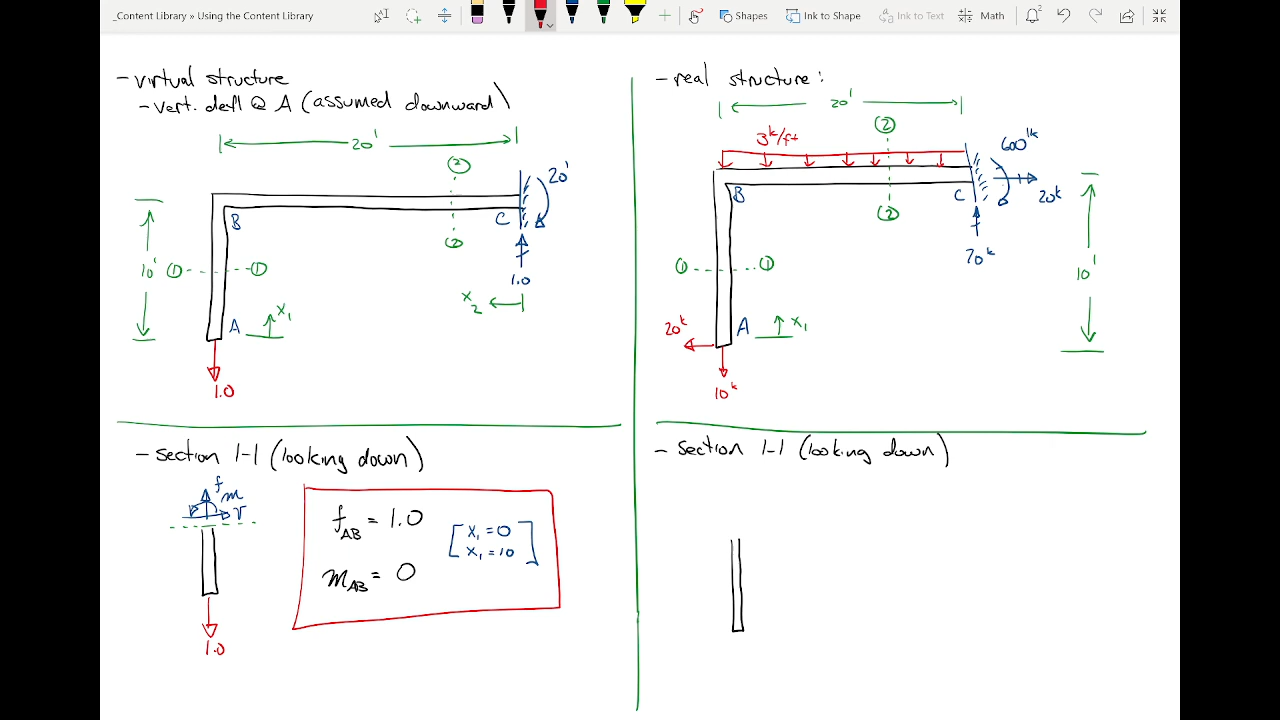 _Content Library » Using the Content Library
Shapes
Ink to Shape
Ink to Text
Math
- virtual structure
- vert. defl @ A (assumed downward)
20'
②
20'
B
C
②
10'
① ①
1.0
x2
A
x1
1.0
- real structure:
20'
②
3 k/ft
600 'k
B
C
20k
②
70k
① ①
10'
20k
A
x1
10k
- section 1-1 (looking down)
f
m
v
fAB = 1.0
x1 = 0
x1 = 10
mAB = 0
1.0
- section 1-1 (looking down)